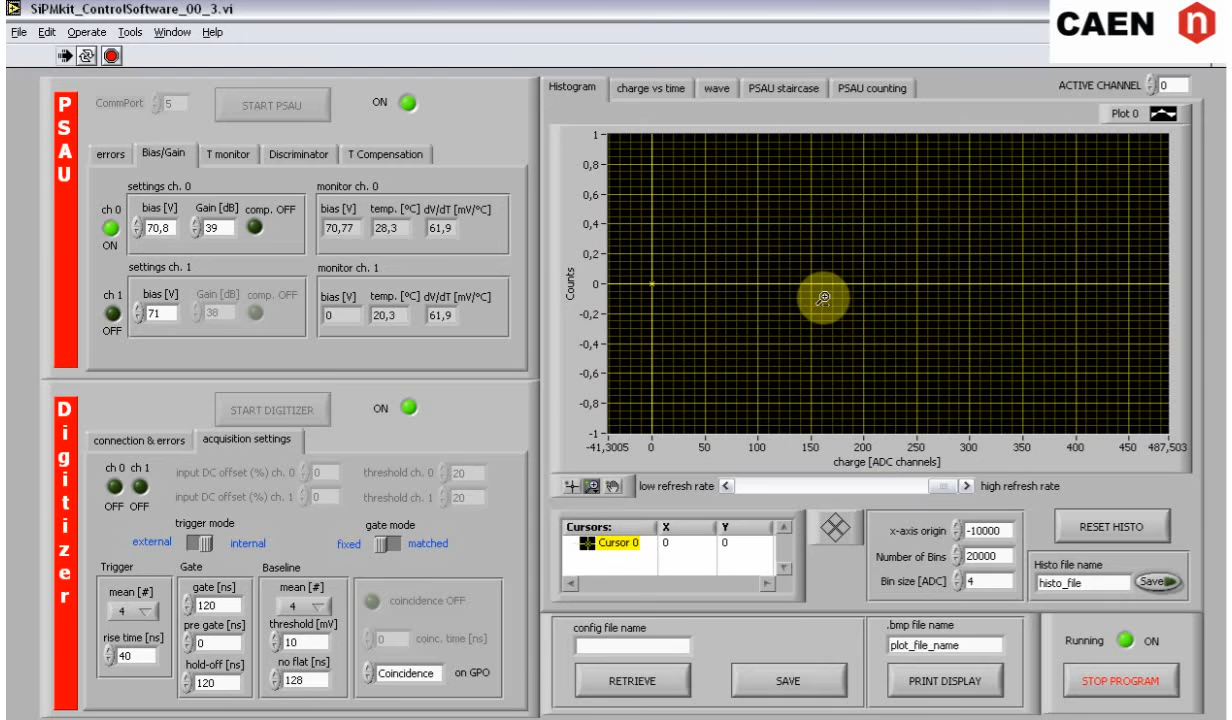 SiPMkit_ControlSoftware_00_3.vi
CAEN n
File Edit Operate Tools Window Help
PSAU
CommPort 5 START PSAU ON
errors Bias/Gain T monitor Discriminator T Compensation
settings ch. 0 monitor ch. 0
ch 0 bias [V] Gain [dB] comp. OFF bias [V] temp. [ºC] dV/dT [mV/ºC]
70,8 39 70,77 28,3 61,9
ON
settings ch. 1 monitor ch. 1
ch 1 bias [V] Gain [dB] comp. OFF bias [V] temp. [ºC] dV/dT [mV/ºC]
71 38 0 20,3 61,9
OFF
Digitizer
START DIGITIZER ON
connection & errors acquisition settings
ch 0 ch 1 input DC offset (%) ch. 0 0 threshold ch. 0 20
OFF OFF input DC offset (%) ch. 1 0 threshold ch. 1 20
trigger mode gate mode
external internal fixed matched
Trigger Gate Baseline
mean [#] gate [ns] mean [#]
4 120 4
coincidence OFF
pre gate [ns] threshold [mV]
rise time [ns] 0 10
0 coinc. time [ns]
40 hold-off [ns] no flat [ns]
120 128
Coincidence on GPO
Histogram charge vs time wave PSAU staircase PSAU counting
ACTIVE CHANNEL 0
Plot 0
1
0,8
0,6
0,4
0,2
0
-0,2
-0,4
-0,6
-0,8
-1
Counts
-41,3005 0 50 100 150 200 250 300 350 400 450 487,503
charge [ADC channels]
low refresh rate high refresh rate
Cursors: X Y
Cursor 0 0 0
x-axis origin -10000
Number of Bins 20000
Bin size [ADC] 4
RESET HISTO
Histo file name
histo_file Save
config file name
RETRIEVE SAVE
.bmp file name
plot_file_name
PRINT DISPLAY
Running ON
STOP PROGRAM